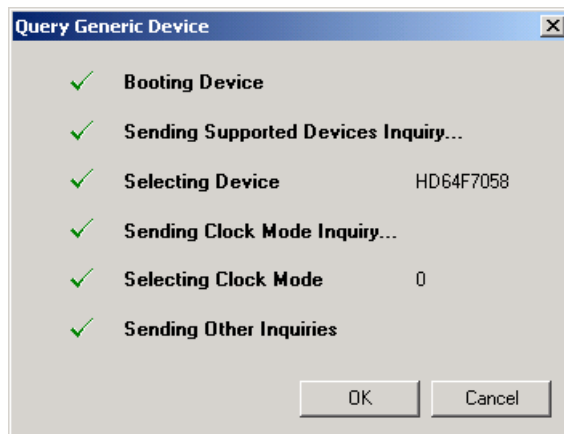 Query Generic Device
Booting Device
Sending Supported Devices Inquiry...
Selecting Device HD64F7058
Sending Clock Mode Inquiry...
Selecting Clock Mode 0
Sending Other Inquiries
OK Cancel